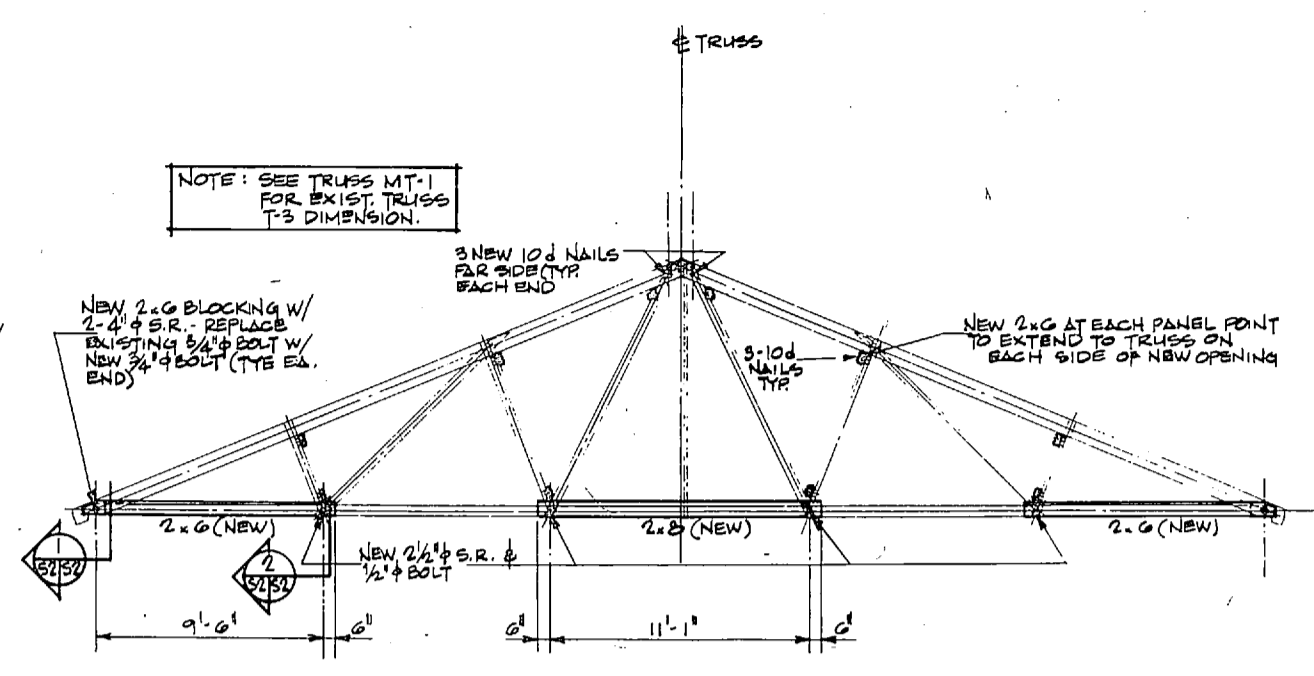 ℄ TRUSS
NOTE: SEE TRUSS MT-1
FOR EXIST. TRUSS
T-3 DIMENSION.
3 NEW 10d NAILS
FAR SIDE (TYP.
EACH END
NEW 2x6 BLOCKING W/
2-4"φ S.R. - REPLACE
EXISTING 3/4"φ BOLT W/
NEW 3/4"φ BOLT (TYE EA.
END)
NEW 2x6 AT EACH PANEL POINT
TO EXTEND TO TRUSS ON
EACH SIDE OF NEW OPENING
3-10d
NAILS
TYP.
2x6 (NEW)
2x8 (NEW)
2x6 (NEW)
NEW 2½"φ S.R. &
½"φ BOLT
1
S2 S2
2
S2 S2
9'-6"
6"
6"
11'-1"
6"